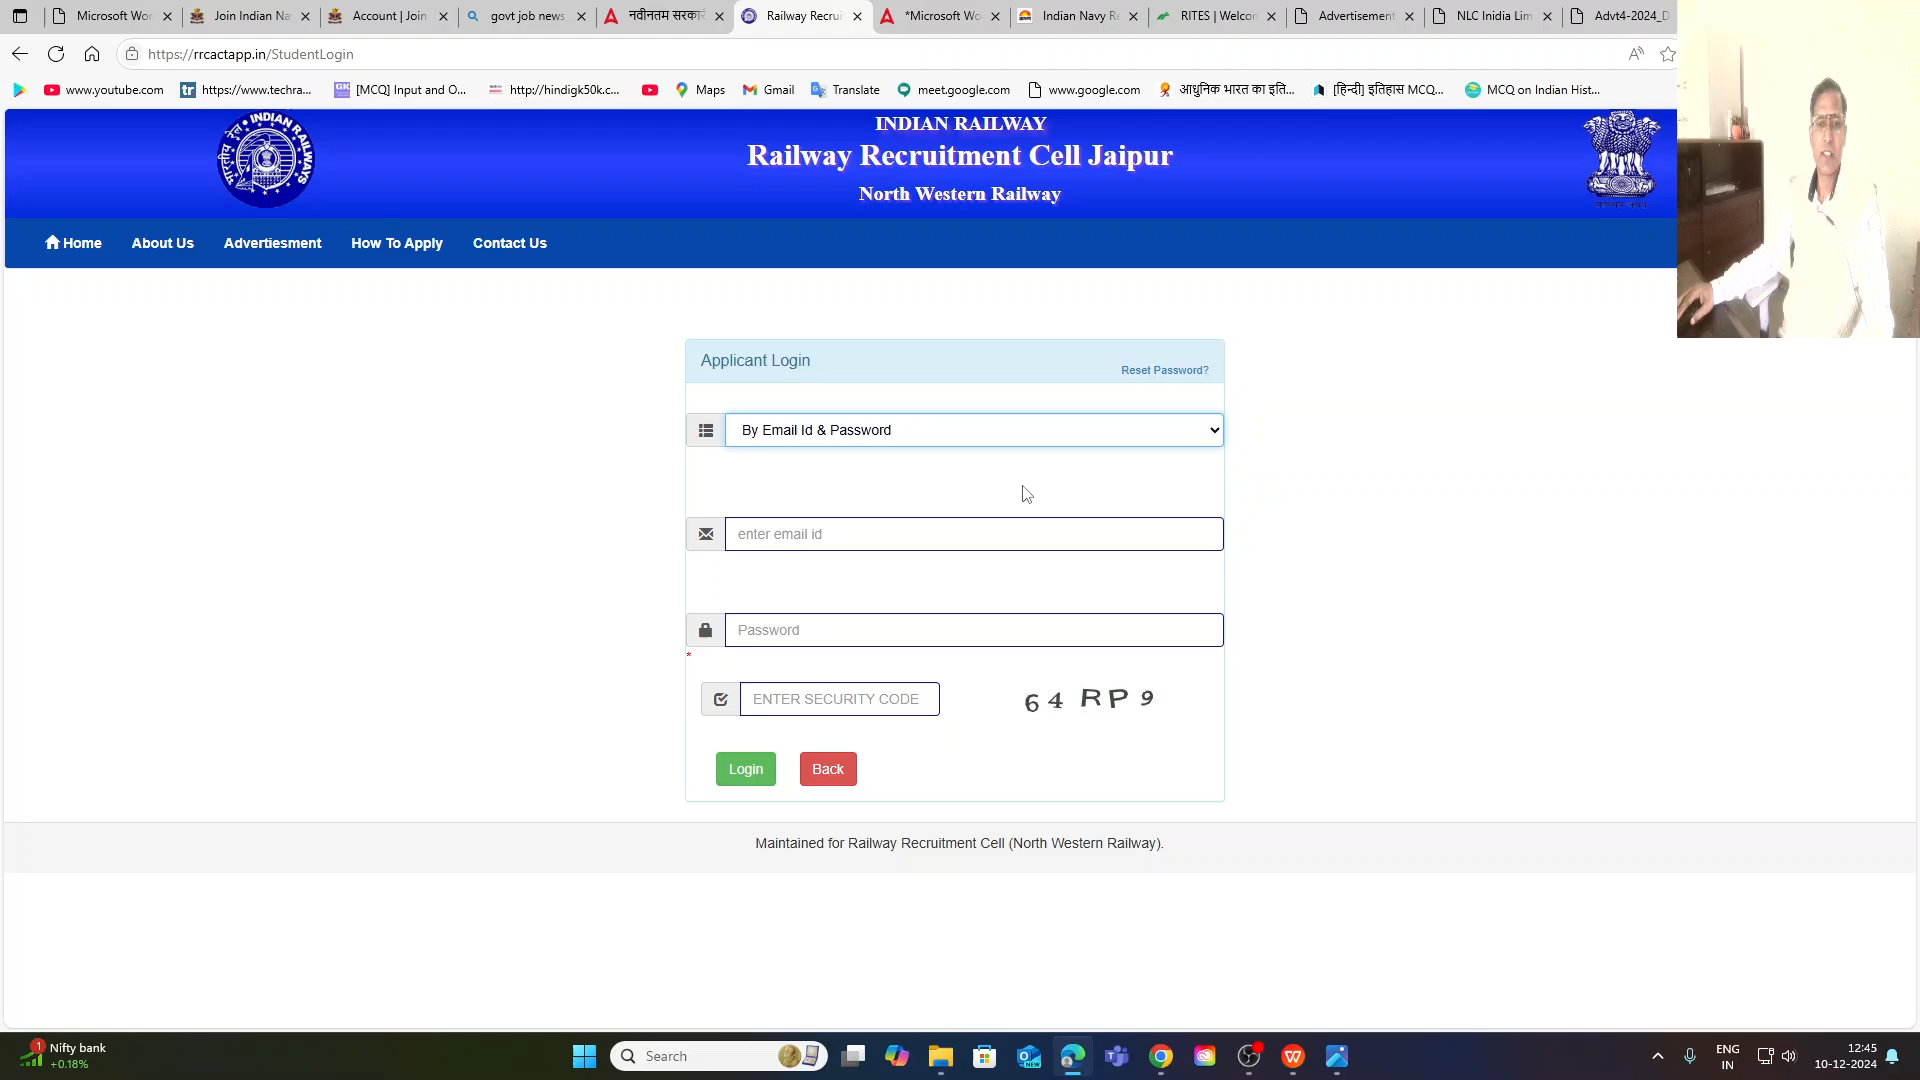 Microsoft Wo
Join Indian Na
Account | Join
govt job news
नवीनतम सरकारी
Railway Recrui
*Microsoft Wo
Indian Navy Re
RITES | Welcon
Advertisement
NLC Inidia Lim
Advt4-2024_D
https://rrcactapp.in/StudentLogin
www.youtube.com
https://www.techra...
[MCQ] Input and O...
http://hindigk50k.c...
Maps
Gmail
Translate
meet.google.com
www.google.com
आधुनिक भारत का इति...
[हिन्दी] इतिहास MCQ...
MCQ on Indian Hist...
INDIAN RAILWAY
Railway Recruitment Cell Jaipur
North Western Railway
भारतीय रेल
INDIAN RAILWAYS
Home
About Us
Advertiesment
How To Apply
Contact Us
Applicant Login
Reset Password?
By Email Id & Password
enter email id
Password
*
ENTER SECURITY CODE
64 RP9
Login
Back
Maintained for Railway Recruitment Cell (North Western Railway).
1
Nifty bank
+0.18%
Search
NEW
ENG
IN
12:45
10-12-2024